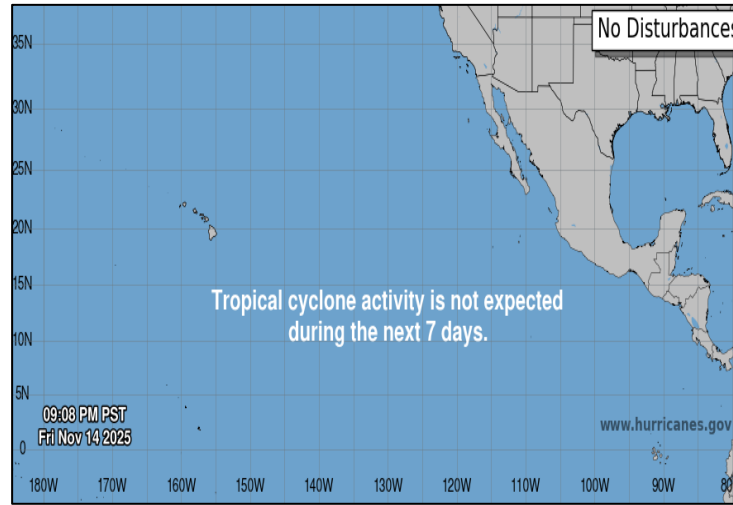 No Disturbances
35N
30N
25N
20N
15N
Tropical cyclone activity is not expected
during the next 7 days.
10N
5N
09:08 PM PST
Fri Nov 14 2025
www.hurricanes.gov
0
180W 170W 160W 150W 140W 130W 120W 110W 100W 90W 80